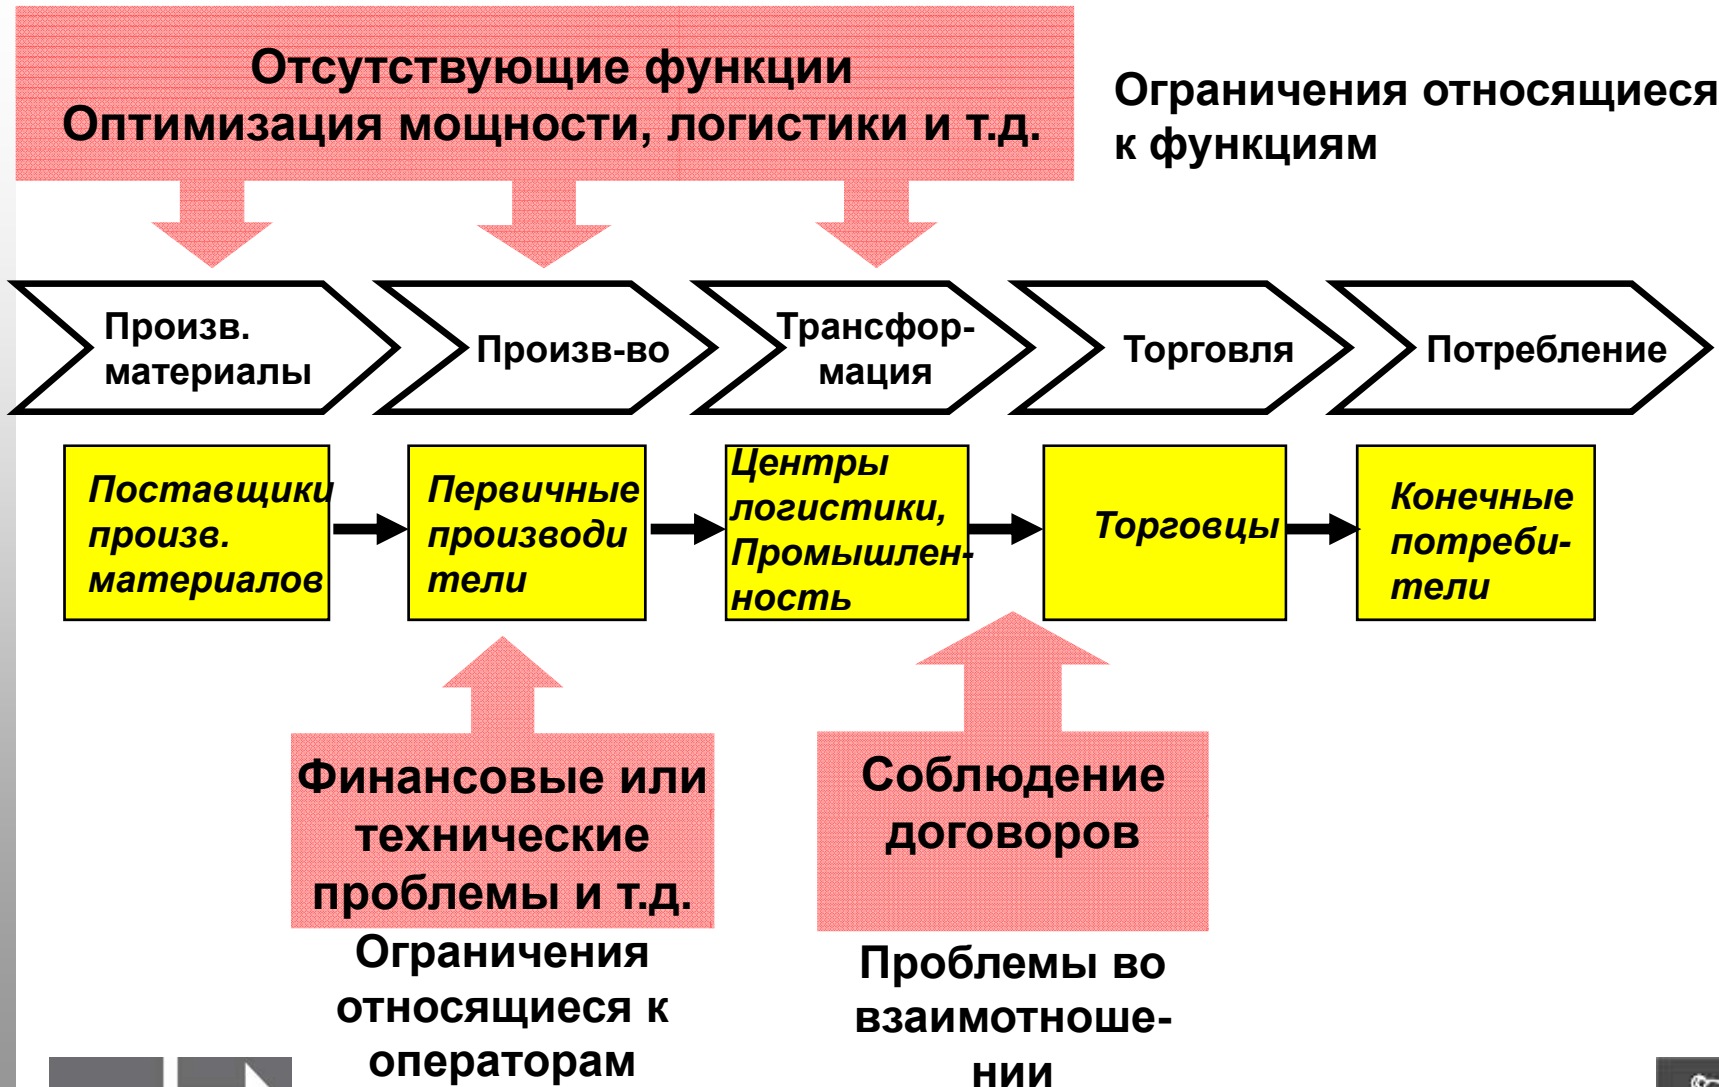 Отсутствующие функции
Оптимизация мощности, логистики и т.д.
Ограничения относящиеся
к функциям
Произв.
материалы
Произв-во
Трансфор-
мация
Торговля
Потребление
Поставщики
произв.
материалов
Первичные
производи
тели
Центры
логистики,
Промышлен-
ность
Торговцы
Конечные
потреби-
тели
Финансовые или
технические
проблемы и т.д.
Ограничения
относящиеся к
операторам
Соблюдение
договоров
Проблемы во
взаимотноше-
нии